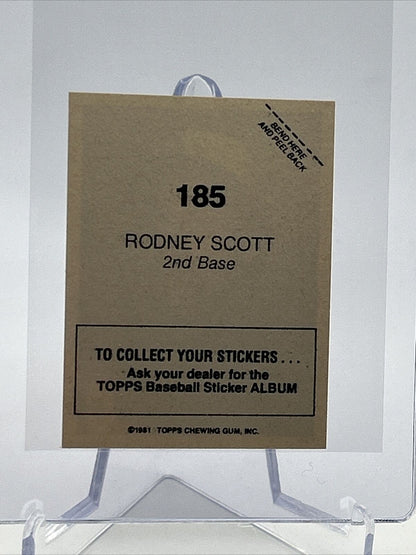 BEND HERE
AND PEEL BACK
185
RODNEY SCOTT
2nd Base
TO COLLECT YOUR STICKERS...
Ask your dealer for the
TOPPS Baseball Sticker ALBUM
©1981 TOPPS CHEWING GUM, INC.